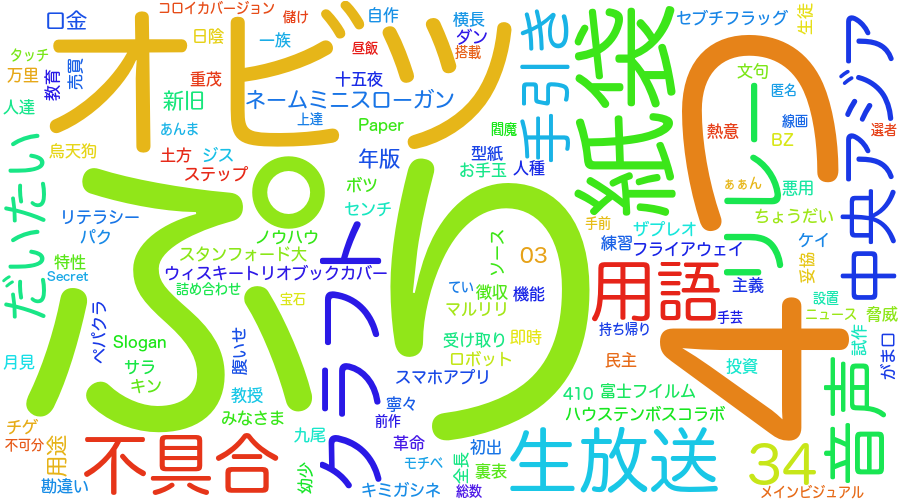 コロイカバージョン
儲け
自作
横長
セブチフラッグ
生徒
口金
オビツ
日陰
一族
昼飯
ダン
搭載
手引き
紙袋
つ
リレー
中央アジア
タッチ
万里
教育
売買
重茂
十五夜
文句
匿名
人達
新旧
ネームミニスローガン
上達
あんま
Paper
閻魔
熱意
線画
選者
BZ
烏天狗
土方
ジス
ステップ
年版
型紙
人種
お手玉
ぁぁん
悪用
だいたい
ぷり
ボツ
センチ
ちょうだい
リテラシー
パク
ノウハウ
手前
ザプレオ
ケイ
スタンフォード大
ソース
03
練習
フライアウェイ
妥協
特性
Secret
ウィスキートリオブックカバー
クラフト
詰め合わせ
宝石
てい
徴収
機能
用語
主義
設置
マルリリ
ニュース
脅威
手芸
4
ペパクラ
Slogan
腹いせ
受け取り
即時
持ち帰り
試作
がま口
月見
サラ
キン
ロボット
民主
投資
スマホアプリ
教授
みなさま
寧々
前作
410
富士フイルム
ハウステンボスコラボ
音声
チゲ
不可分
用途
不具合
九尾
革命
初出
生放送
34
勘違い
幼少
モチベ
全長
裏表
キミガシネ
総数
メインビジュアル